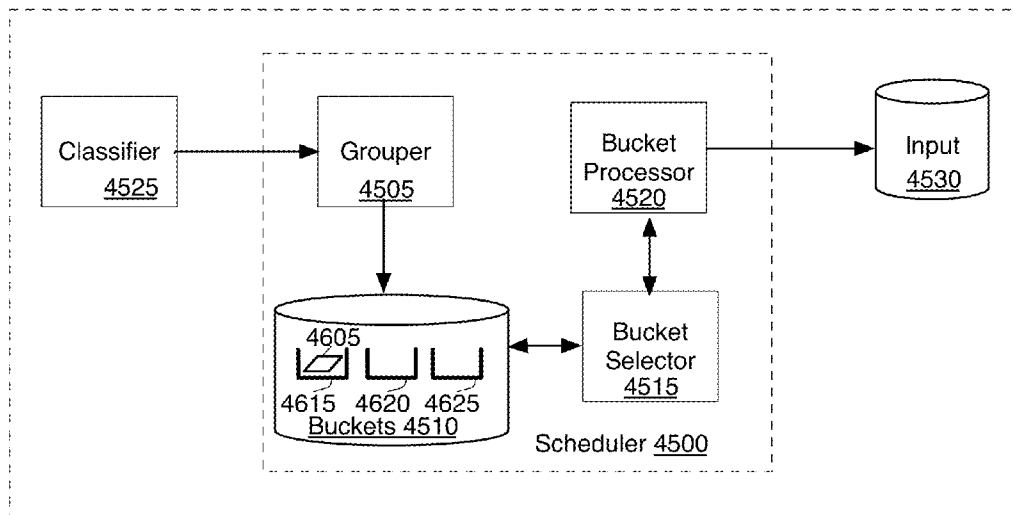 Classifier
4525
Grouper
4505
Bucket
Processor
4520
Input
4530
4605
4615 4620 4625
Buckets 4510
Bucket
Selector
4515
Scheduler 4500